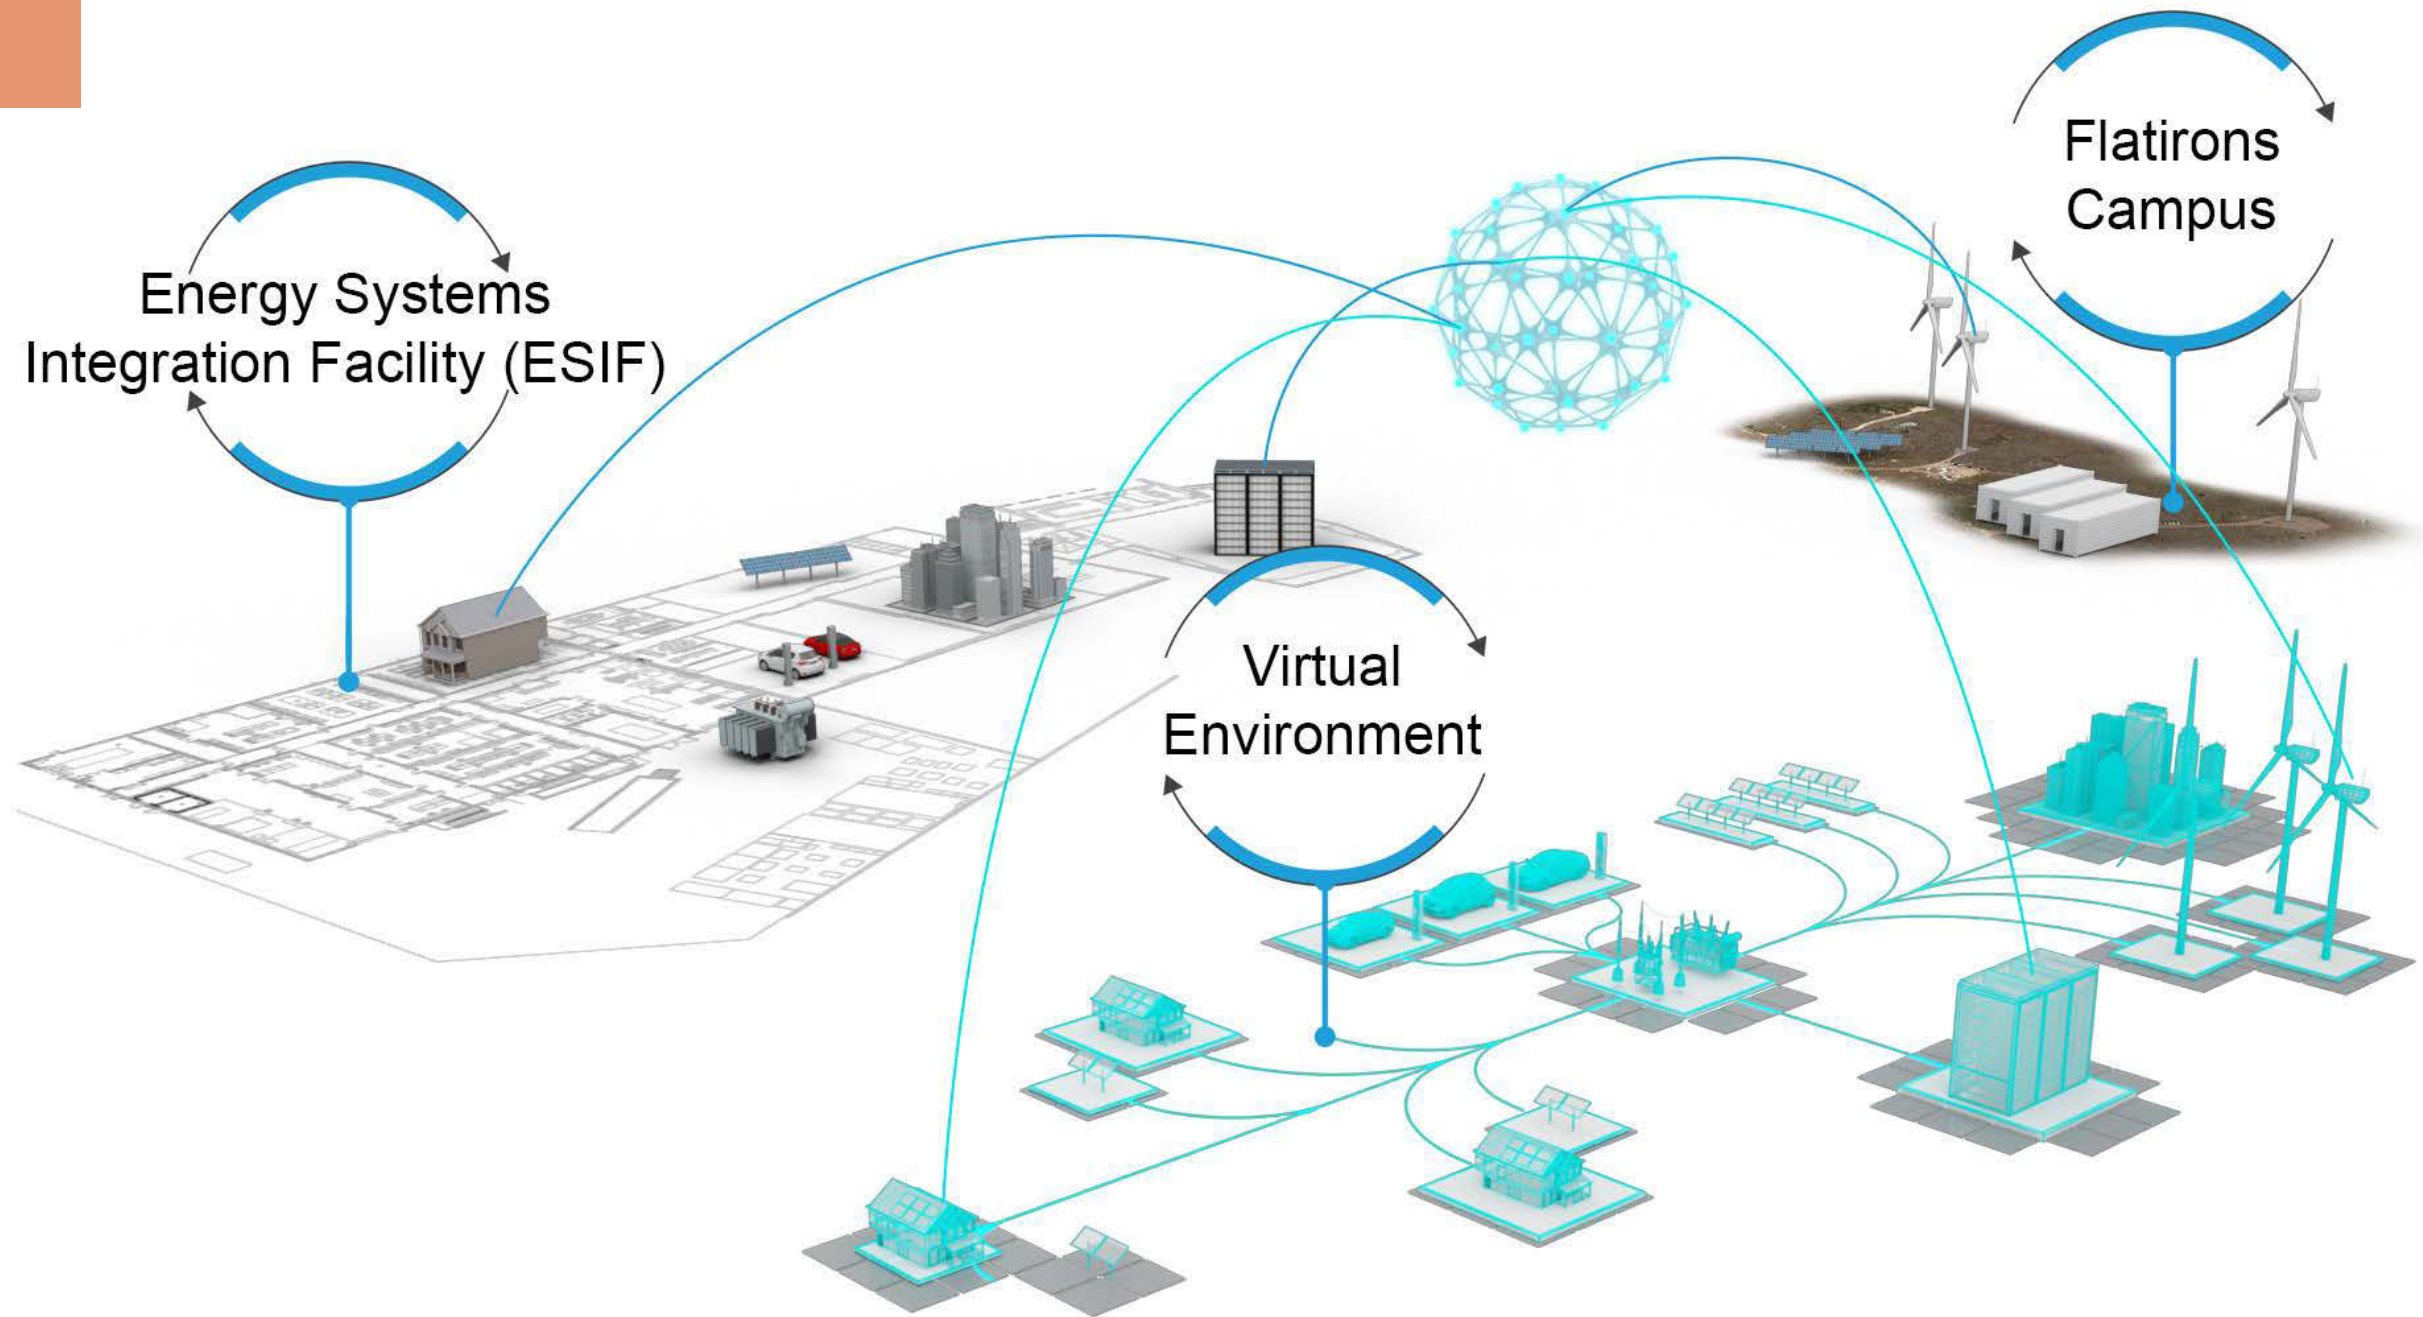 Flatirons
Campus
Energy Systems
Integration Facility (ESIF)
Virtual
Environment